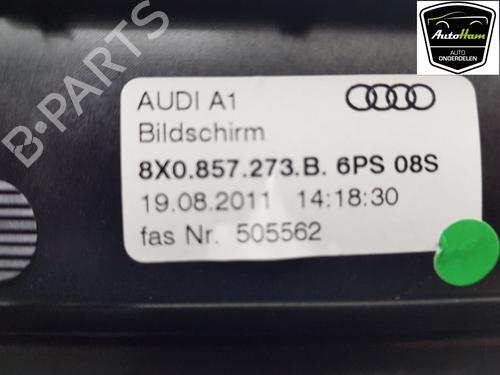 AutoHam
AUTO
ONDERDELEN
B-PARTS
AUDI A1
Bildschirm
8X0.857.273.B. 6PS 08S
19.08.2011 14:18:30
fas Nr. 505562